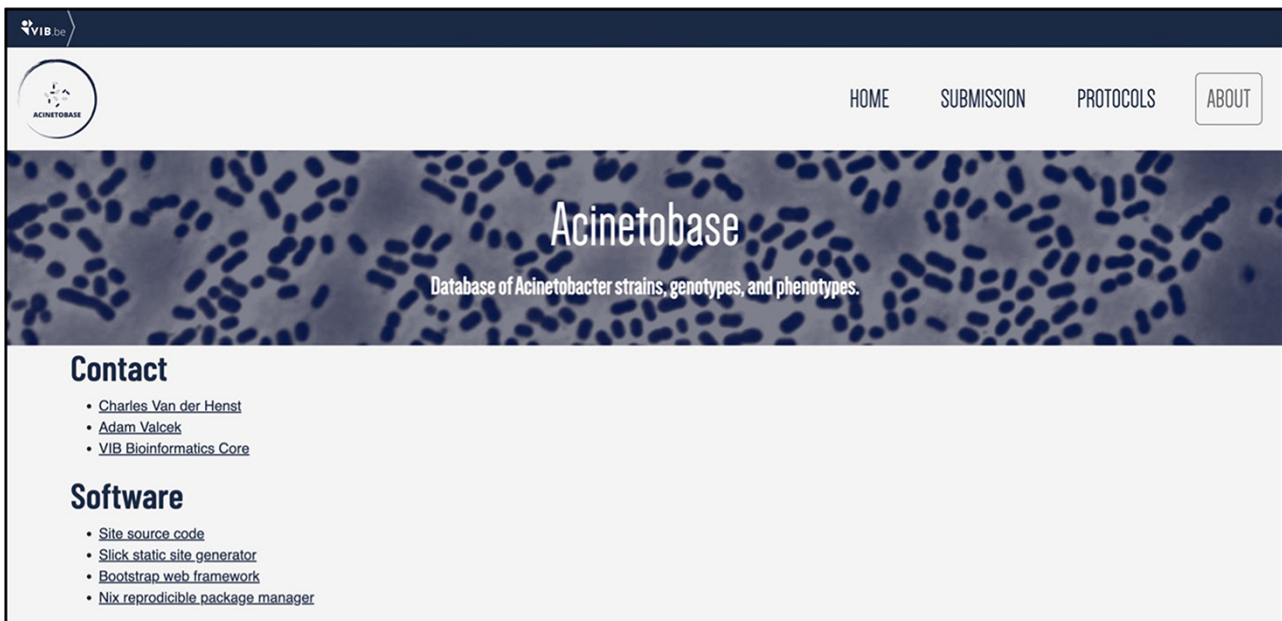 VIB.be
ACINETOBASE
HOME SUBMISSION PROTOCOLS ABOUT
Acinetobase
Database of Acinetobacter strains, genotypes, and phenotypes.
Contact
• Charles Van der Henst
• Adam Valcek
• VIB Bioinformatics Core
Software
• Site source code
• Slick static site generator
• Bootstrap web framework
• Nix reprodicible package manager